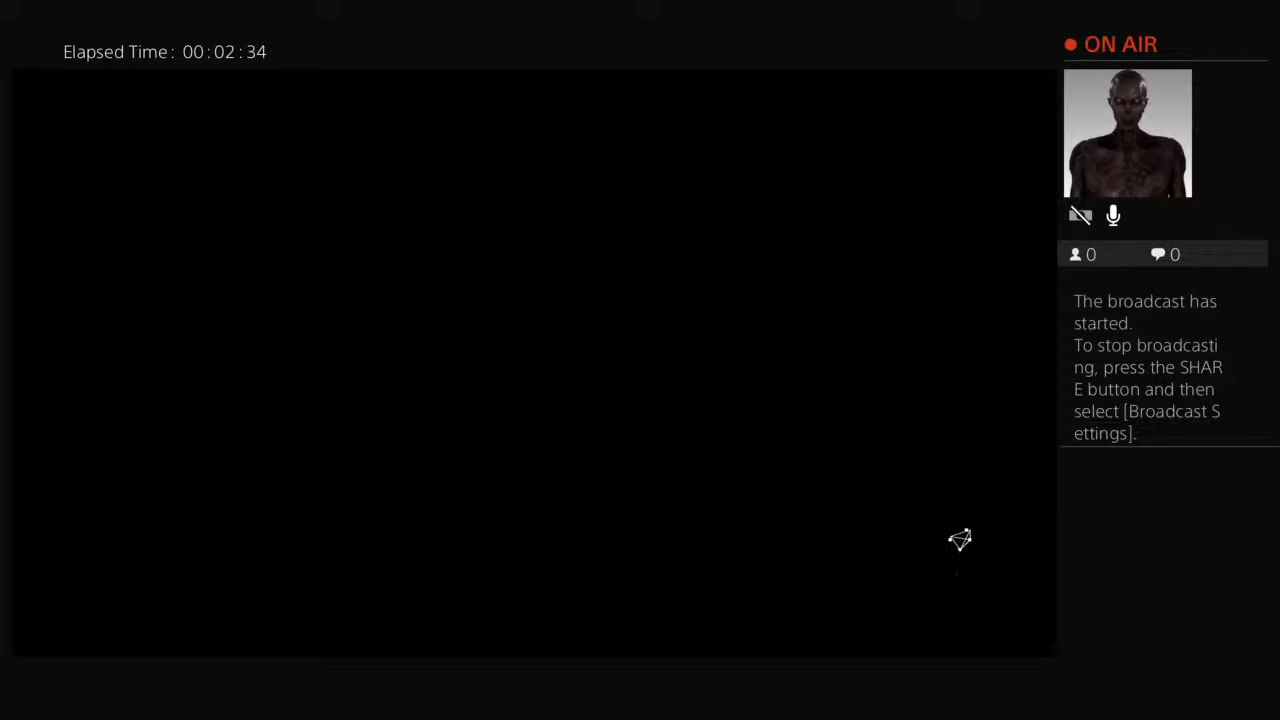 Elapsed Time: 00:02:34
ON AIR
0 0
The broadcast has
started.
To stop broadcasti
ng, press the SHAR
E button and then
select [Broadcast S
ettings].